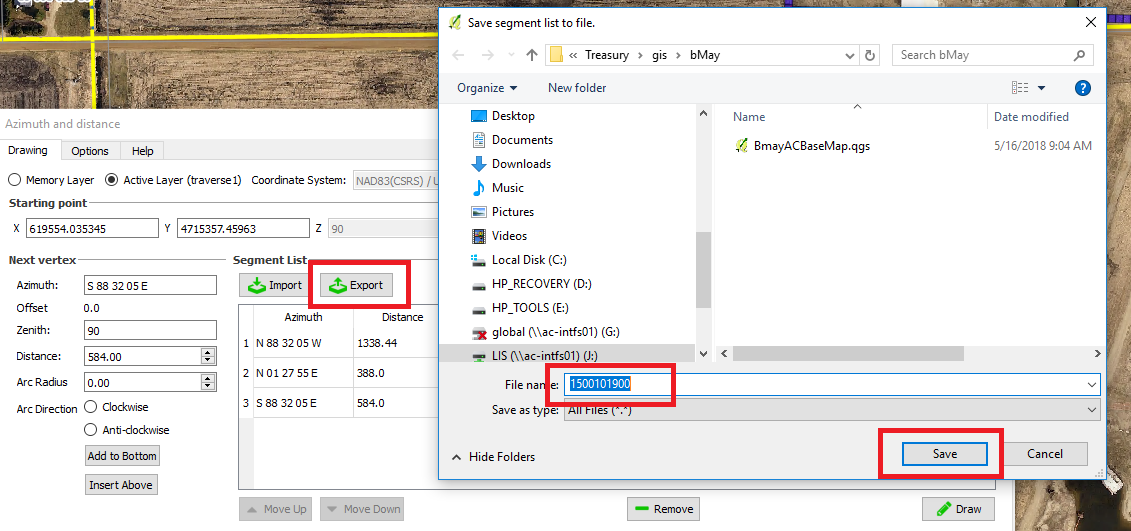 Save segment list to file.
« Treasury > gis > bMay
Search bMay
Organize
New folder
Desktop
Documents
Downloads
Music
Pictures
Videos
Local Disk (C:)
HP_RECOVERY (D:)
HP_TOOLS (E:)
global (\\ac-intfs01) (G:)
LIS (\\ac-intfs01) (J:)
Name
Date modified
BmayACBaseMap.qgs
5/16/2018 9:04 AM
File name: 1500101900
Save as type: All Files (*.*)
Hide Folders
Save
Cancel
Azimuth and distance
Drawing
Options
Help
Memory Layer
Active Layer (traverse1)
Coordinate System: NAD83(CSRS) / U
Starting point
X 619554.035345
Y 4715357.45963
Z 90
Next vertex
Azimuth: S 88 32 05 E
Offset 0.0
Zenith: 90
Distance: 584.00
Arc Radius 0.00
Arc Direction Clockwise
Anti-clockwise
Add to Bottom
Insert Above
Segment List
Import
Export
Azimuth Distance
1 N 88 32 05 W 1338.44
2 N 01 27 55 E 388.0
3 S 88 32 05 E 584.0
Move Up
Move Down
Remove
Draw